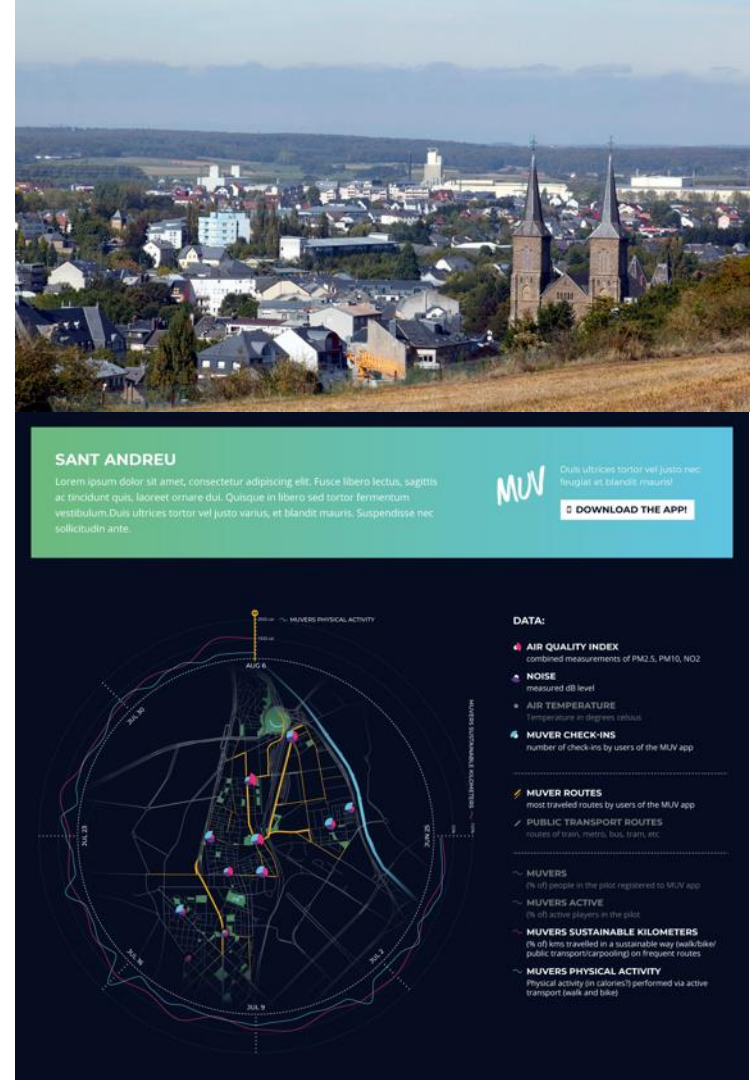 SANT ANDREU
Lorem ipsum dolor sit amet, consectetur adipiscing elit. Fusce libero lectus, sagittis
ac tincidunt quis, laoreet ornare dui. Quisque in libero sed tortor fermentum
vestibulum.Duis ultrices tortor vel justo varius, et blandit mauris. Suspendisse nec
sollicitudin ante.
MUV
Duis ultrices tortor vel justo nec
feugiat et blandit mauris!
DOWNLOAD THE APP!
MUVERS PHYSICAL ACTIVITY
AUG 6
JUL 30
JUL 23
JUL 16
JUL 9
JUL 2
JUN 25
MUVERS SUSTAINABLE KILOMETERS
DATA:
AIR QUALITY INDEX
combined measurements of PM2.5, PM10, NO2
NOISE
measured dB level
AIR TEMPERATURE
Temperature in degrees celsius
MUVER CHECK-INS
number of check-ins by users of the MUV app
MUVER ROUTES
most traveled routes by users of the MUV app
PUBLIC TRANSPORT ROUTES
routes of train, metro, bus, tram, etc
MUVERS
(% of) people in the pilot registered to MUV app
MUVERS ACTIVE
(% of) active players in the pilot
MUVERS SUSTAINABLE KILOMETERS
(% of) kms travelled in a sustainable way (walk/bike/
public transport/carpooling) on frequent routes
MUVERS PHYSICAL ACTIVITY
Physical activity (in calories?) performed via active
transport (walk and bike)